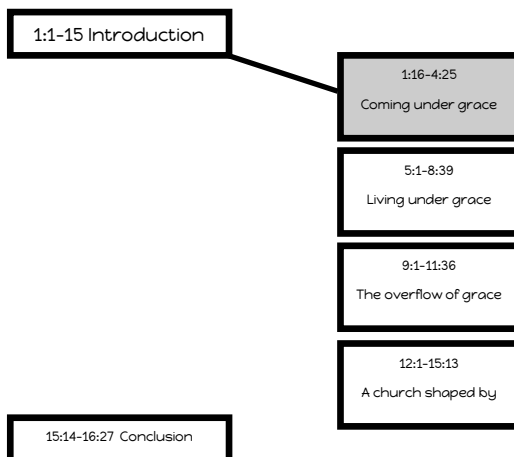 1:1-15 Introduction
1:16-4:25
Coming under grace
5:1-8:39
Living under grace
9:1-11:36
The overflow of grace
12:1-15:13
A church shaped by
15:14-16:27 Conclusion